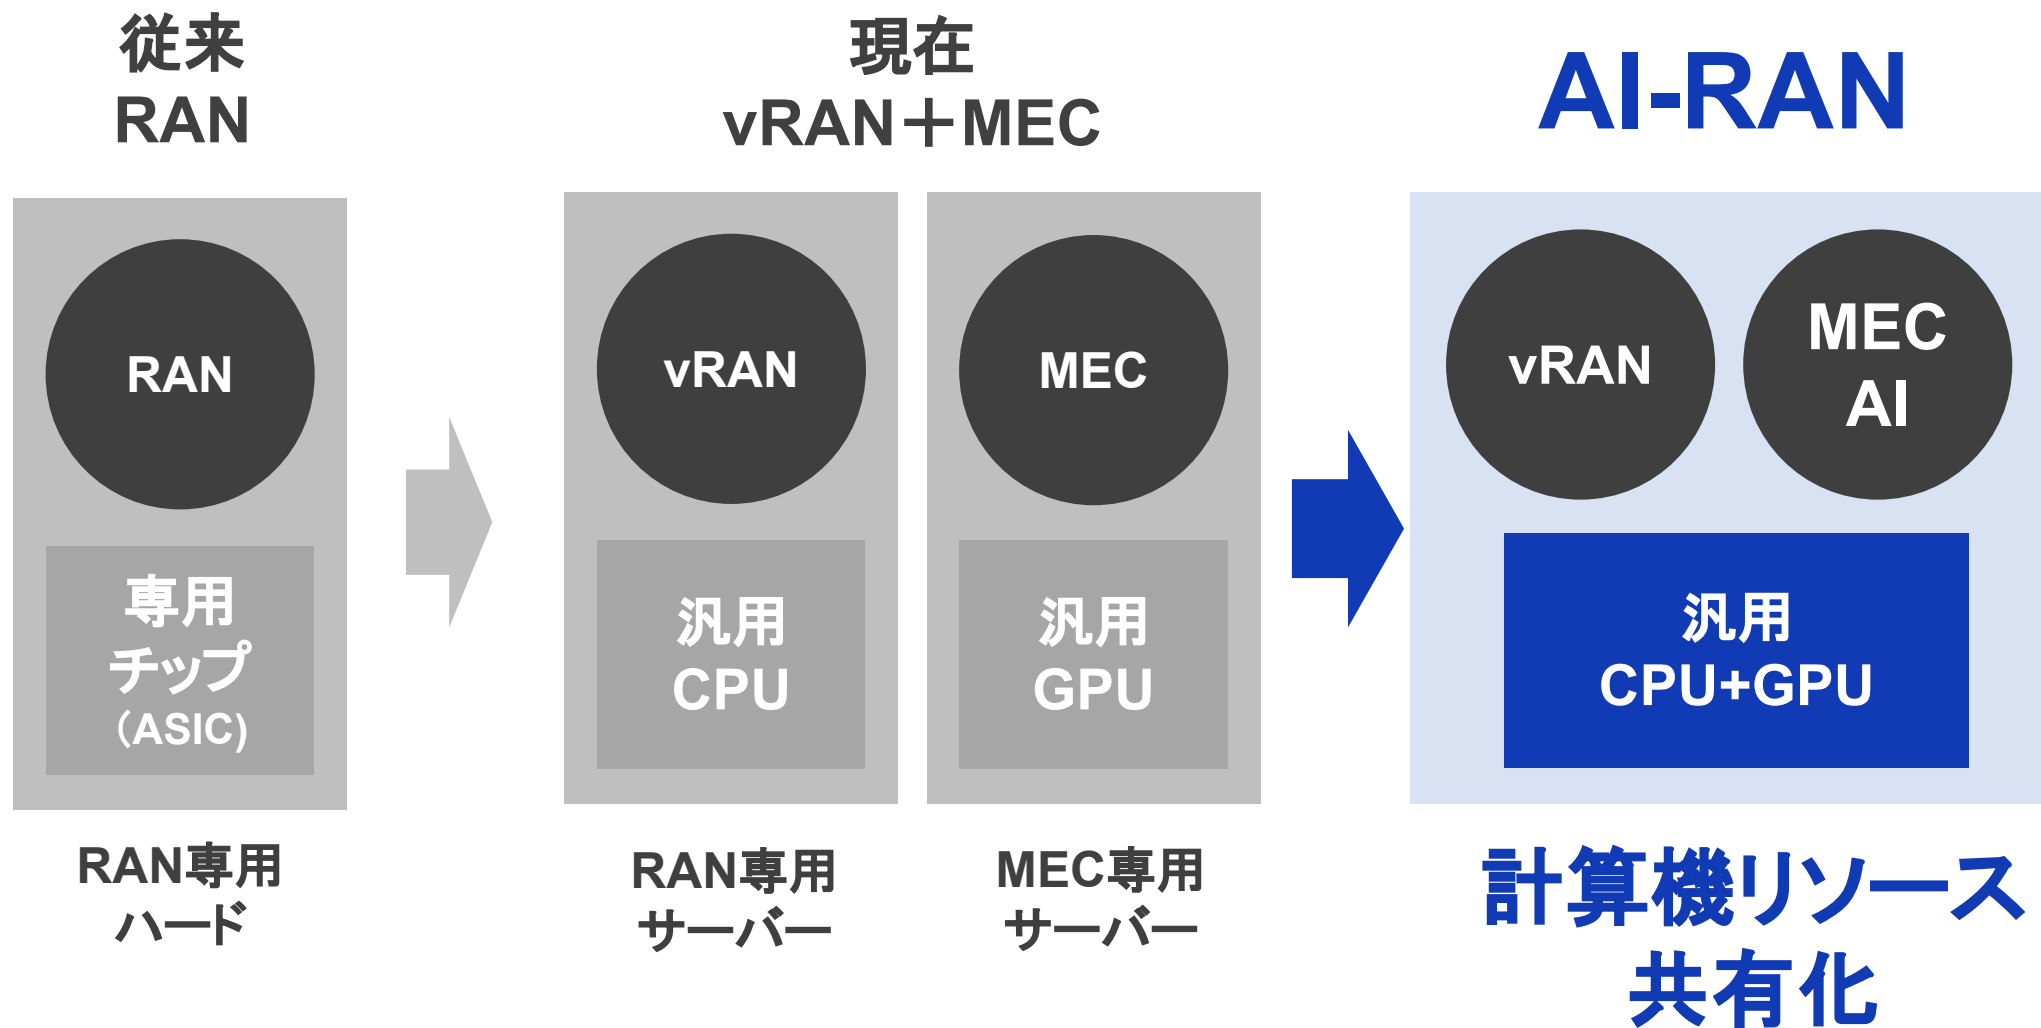 従来
RAN
現在
vRAN＋MEC
AI-RAN
RAN
専用
チップ
（ASIC)
RAN専用
ハード
vRAN
汎用
CPU
RAN専用
サーバー
MEC
汎用
GPU
MEC専用
サーバー
vRAN
MEC
AI
汎用
CPU+GPU
計算機リソース
共有化